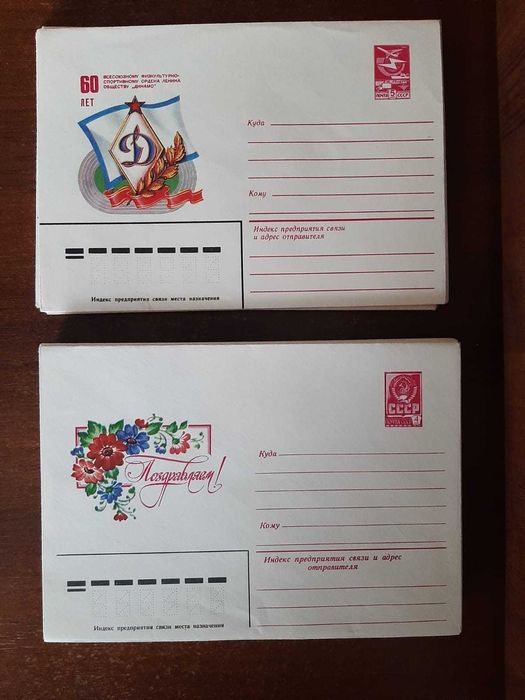 60
ЛЕТ
ВСЕСОЮЗНОМУ ФИЗКУЛЬТУРНО-
СПОРТИВНОМУ ОРДЕНА ЛЕНИНА
ОБЩЕСТВУ „ДИНАМО"
Д
ПОЧТА 5 СССР
Куда
Кому
Индекс предприятия связи
и адрес отправителя
Индекс предприятия связи места назначения
Поздравляем!
СССР
ПОЧТА 4
Куда
Кому
Индекс предприятия связи и адрес
отправителя
Индекс предприятия связи места назначения